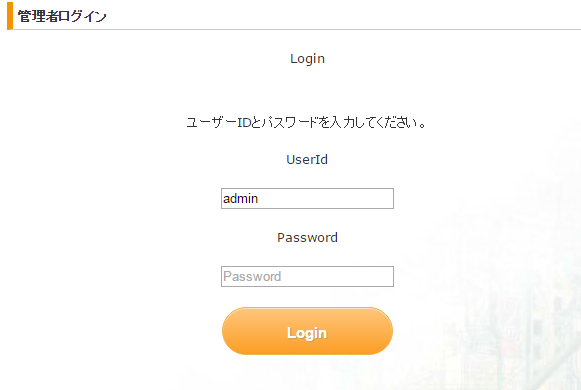 管理者ログイン
Login
ユーザーIDとパスワードを入力してください。
UserId
admin
Password
Password
Login